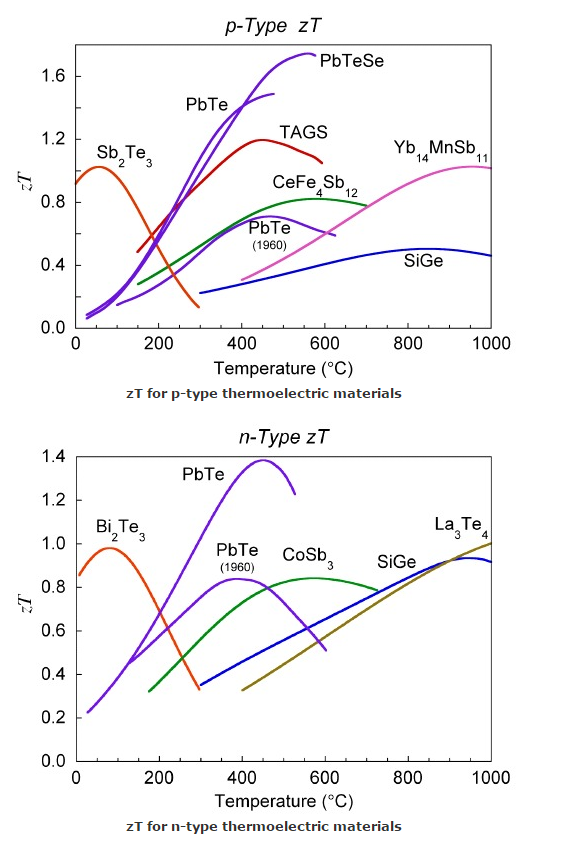 p-Type zT
1.6
PbTeSe
PbTe
1.2
TAGS
Sb2Te3
Yb14MnSb11
zT
0.8
CeFe4Sb12
PbTe
(1960)
0.4
SiGe
0.0
0 200 400 600 800 1000
Temperature (°C)
zT for p-type thermoelectric materials
n-Type zT
1.4
PbTe
1.2
Bi2Te3
La3Te4
1.0
PbTe
(1960)
CoSb3
SiGe
0.8
zT
0.6
0.4
0.2
0.0
0 200 400 600 800 1000
Temperature (°C)
zT for n-type thermoelectric materials